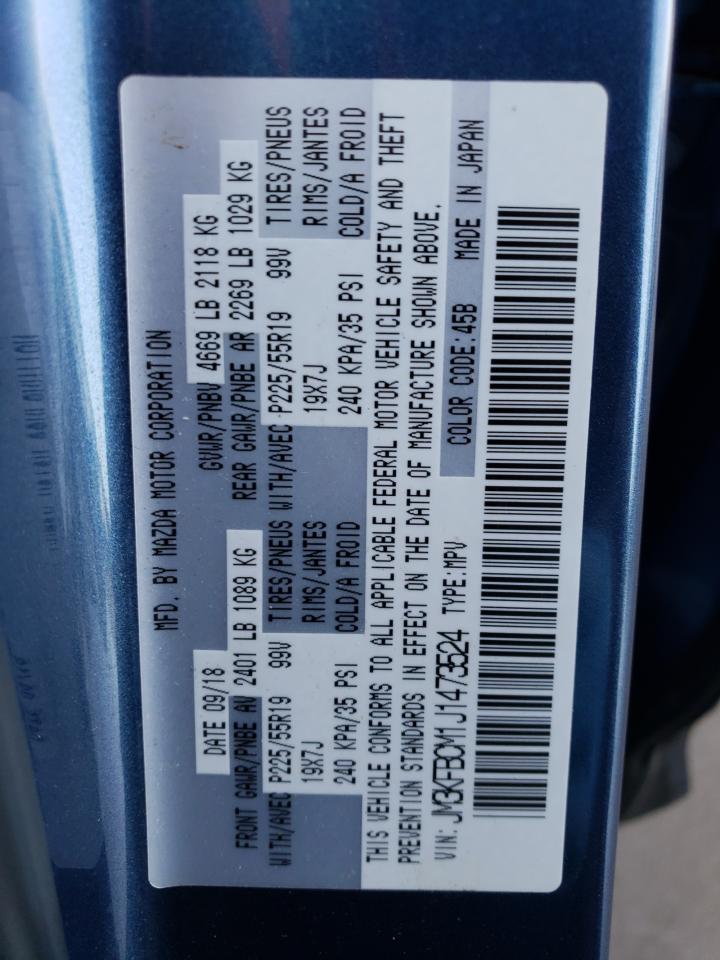 MFD. BY MAZDA MOTOR CORPORATION
DATE 09/18 GVWR/PNBV 4669 LB 2118 KG
FRONT GAWR/PNBE AV 2401 LB 1089 KG REAR GAWR/PNBE AR 2269 LB 1029 KG
WITH/AVEC P225/55R19 99V TIRES/PNEUS WITH/AVEC P225/55R19 99V TIRES/PNEUS
19X7J RIMS/JANTES 19X7J RIMS/JANTES
240 KPA/35 PSI COLD/A FROID 240 KPA/35 PSI COLD/A FROID
THIS VEHICLE CONFORMS TO ALL APPLICABLE FEDERAL MOTOR VEHICLE SAFETY AND THEFT
PREVENTION STANDARDS IN EFFECT ON THE DATE OF MANUFACTURE SHOWN ABOVE.
VIN: JM3KFBCM1J1473524 TYPE:MPV COLOR CODE:45B MADE IN JAPAN